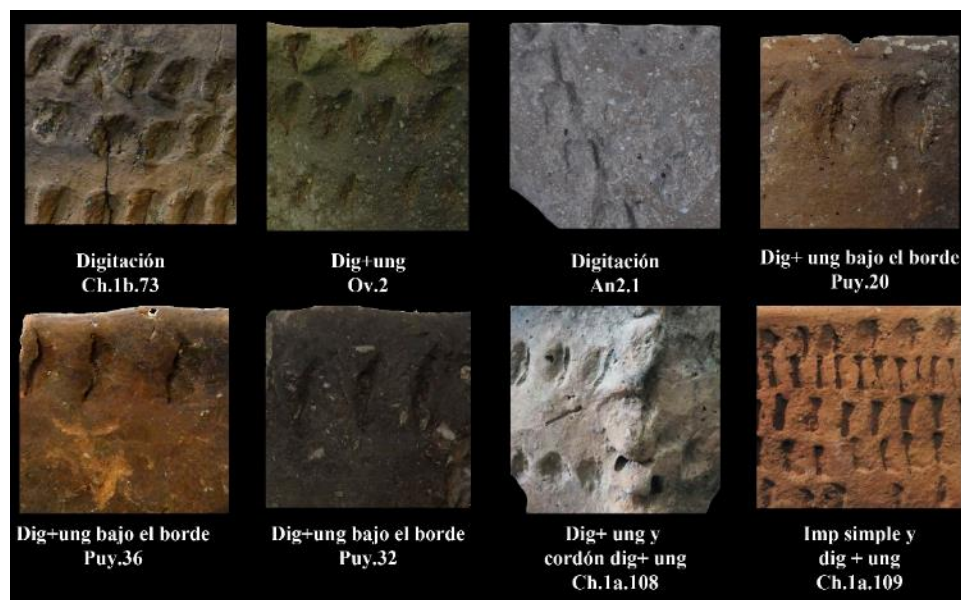 Digitación
Ch.1b.73
Dig+ung
Ov.2
Digitación
An2.1
Dig+ ung bajo el borde
Puy.20
Dig+ung bajo el borde
Puy.36
Dig+ung bajo el borde
Puy.32
Dig+ ung y
cordón dig+ ung
Ch.1a.108
Imp simple y
dig + ung
Ch.1a.109